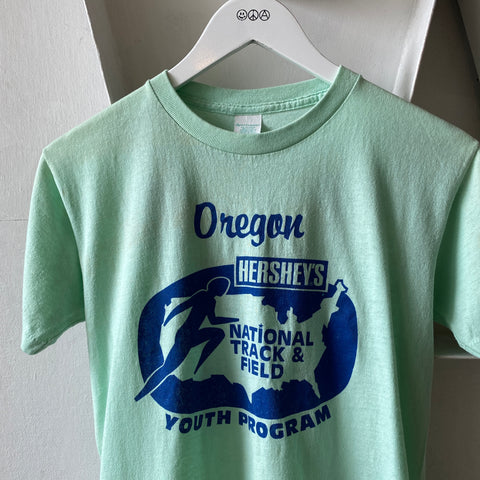 Oregon
HERSHEY'S
NATIONAL
TRACK &
FIELD
YOUTH PROGRAM